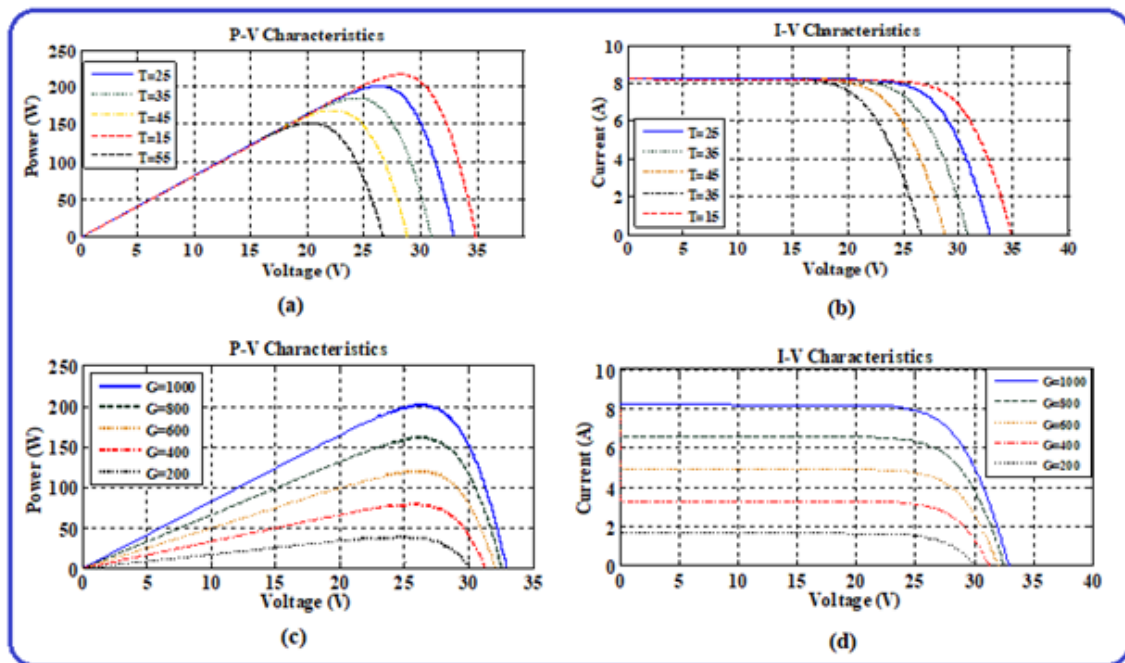 P-V Characteristics
250
200
150
100
50
0
Power (W)
T=25
T=35
T=45
T=15
T=55
0 5 10 15 20 25 30 35
Voltage (V)
(a)
I-V Characteristics
10
8
6
4
2
0
Current (A)
T=25
T=35
T=45
T=35
T=15
0 5 10 15 20 25 30 35 40
Voltage (V)
(b)
P-V Characteristics
250
200
150
100
50
0
Power (W)
G=1000
G=800
G=600
G=400
G=200
0 5 10 15 20 25 30 35
Voltage (V)
(c)
I-V Characteristics
10
8
6
4
2
0
Current (A)
G=1000
G=800
G=600
G=400
G=200
0 5 10 15 20 25 30 35 40
Voltage (V)
(d)